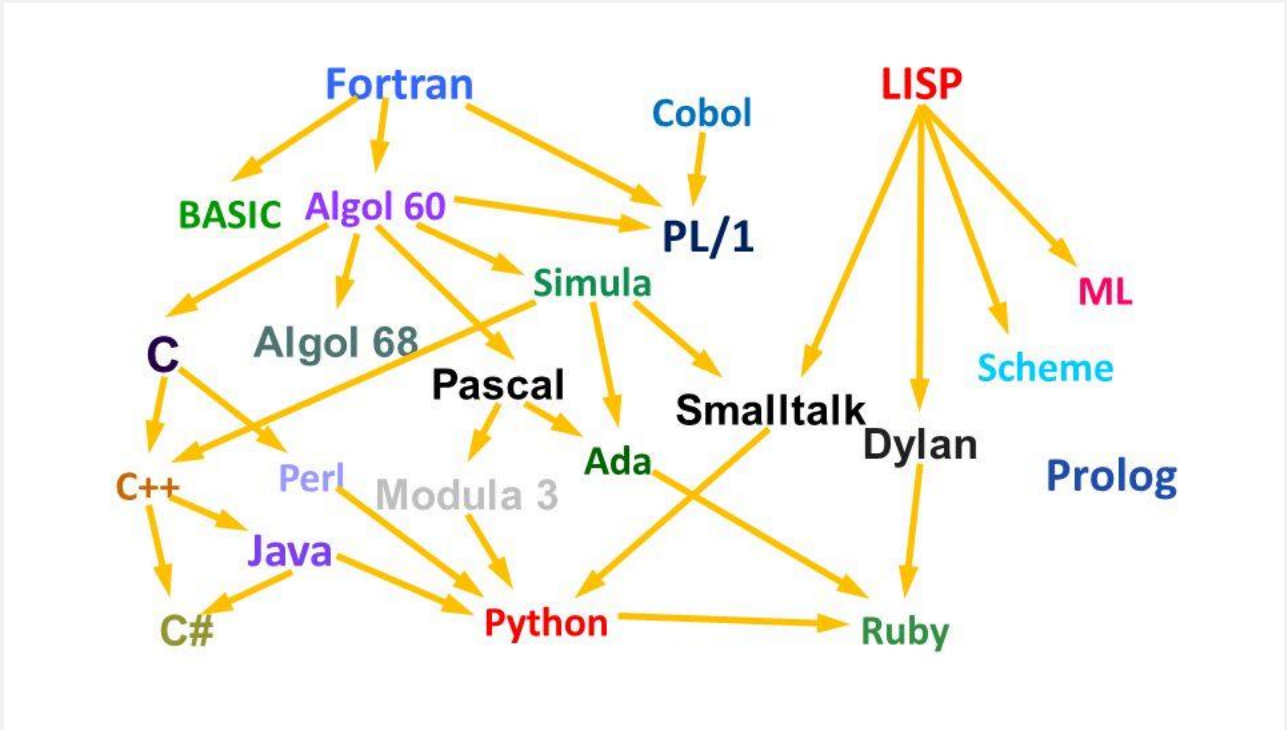 Fortran
LISP
Cobol
BASIC
Algol 60
PL/1
Simula
ML
C
Algol 68
Scheme
Pascal
Smalltalk
Dylan
Ada
Prolog
C++
Perl
Modula 3
Java
Python
C#
Ruby